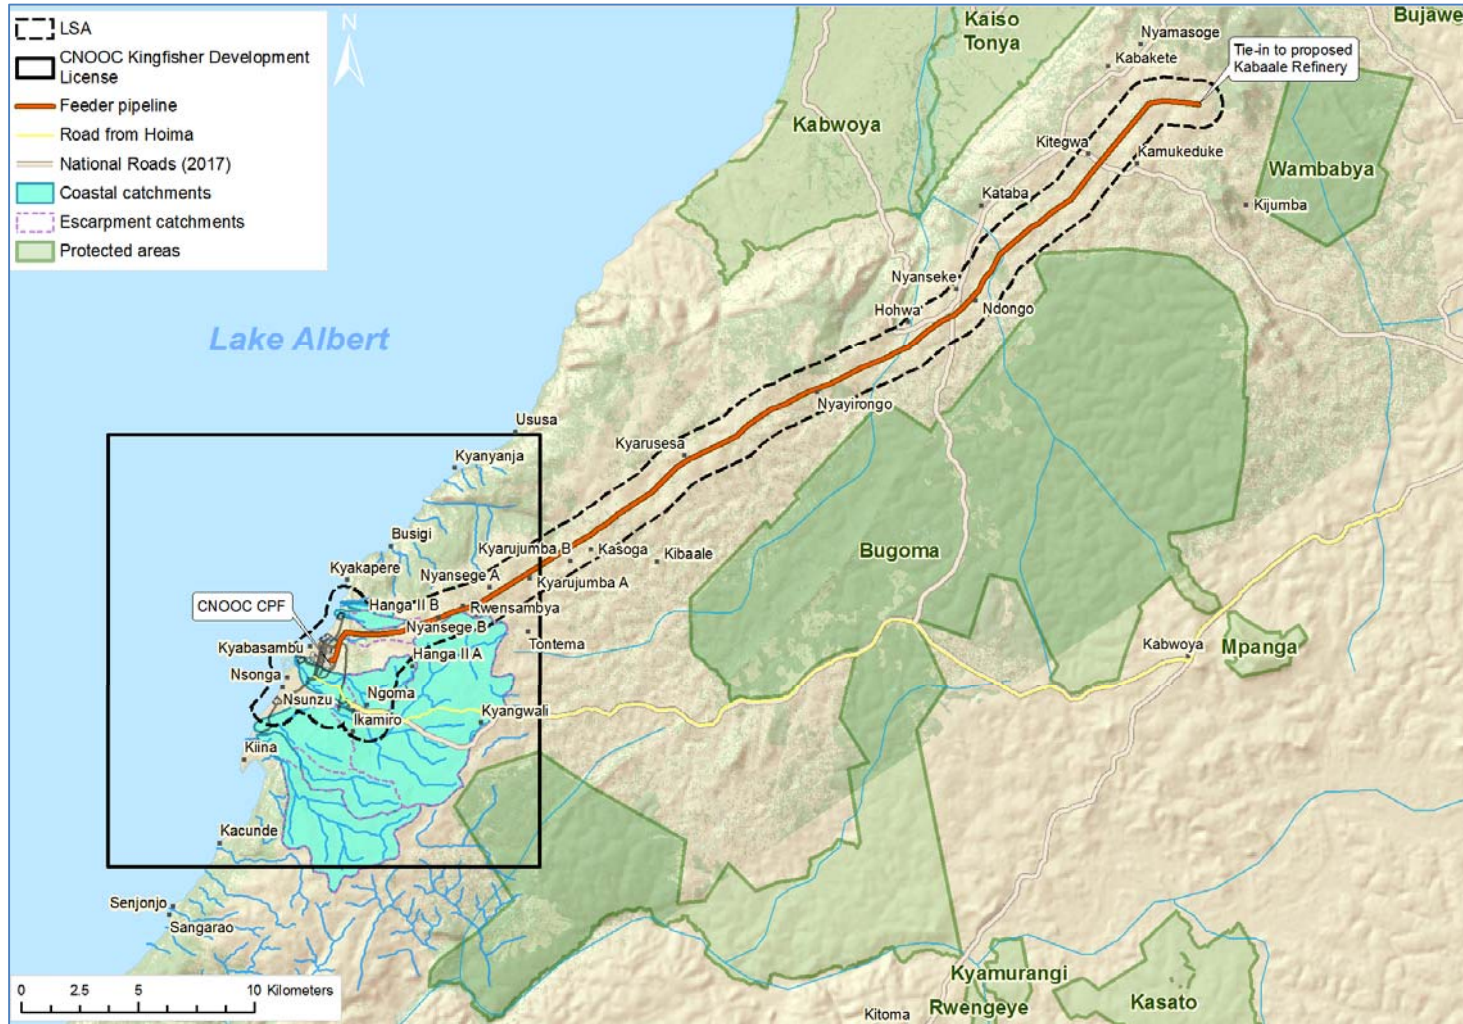 LSA
CNOOC Kingfisher Development
License
Feeder pipeline
Road from Hoima
National Roads (2017)
Coastal catchments
Escarpment catchments
Protected areas
N
Kaiso
Tonya
Bujawe
Nyamasoge
Kabakete
Tie-in to proposed
Kabaale Refinery
Kabwoya
Kitegwa
Kamukeduke
Wambabya
Kataba
Kijumba
Nyanseke
Hohwa
Ndongo
Lake Albert
Nyayirongo
Ususa
Kyarusesa
Kyanyanja
Busigi
Kyarujumba B
Kasoga
Kibaale
Bugoma
Kyakapere
Nyansege A
Kyarujumba A
CNOOC CPF
Hanga II B
Rwensambya
Nyansege B
Tontema
Kyabasambu
Hanga II A
Kabwoya
Mpanga
Nsonga
Ngoma
Nsunzu
Ikamiro
Kyangwali
Kiina
Kacunde
Senjonjo
Sangarao
Kyamurangi
Rwengeye
Kasato
Kitoma
0 2.5 5 10 Kilometers